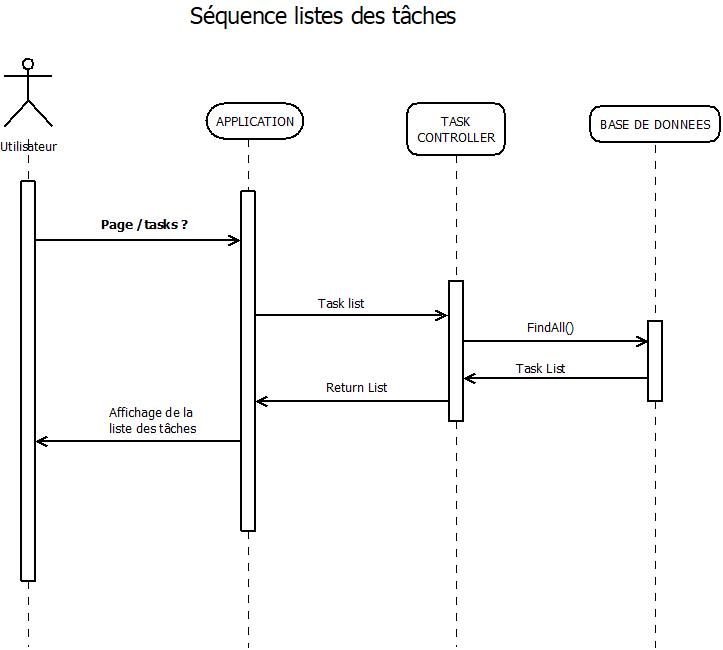 Séquence listes des tâches
Utilisateur
APPLICATION
TASK
CONTROLLER
BASE DE DONNEES
Page /tasks ?
Task list
FindAll()
Task List
Return List
Affichage de la
liste des tâches